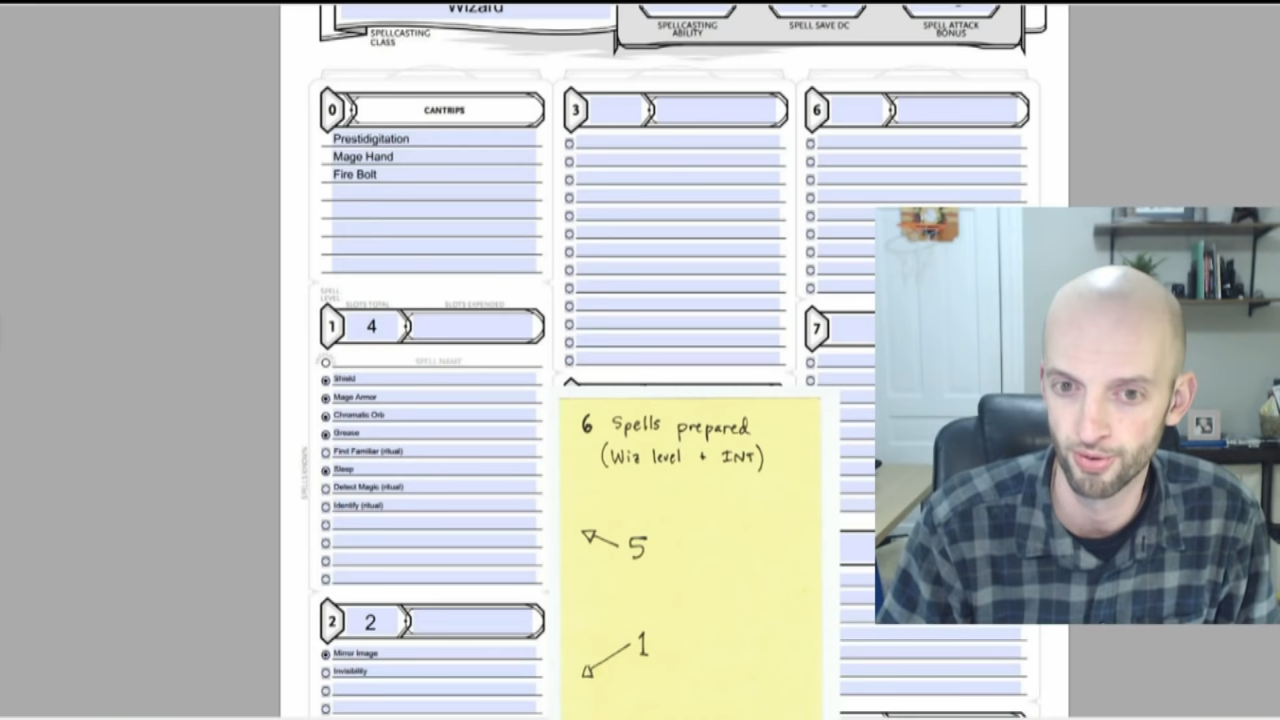 Wizard
SPELLCASTING
CLASS
SPELLCASTING
ABILITY
SPELL SAVE DC
SPELL ATTACK
BONUS
0
CANTRIPS
Prestidigitation
Mage Hand
Fire Bolt
SPELL
LEVEL
SLOTS TOTAL
SLOTS EXPENDED
1
4
SPELL NAME
Shield
Mage Armor
Chromatic Orb
Grease
Find Familiar (ritual)
Sleep
Detect Magic (ritual)
Identify (ritual)
SPELLS KNOWN
2
2
Mirror Image
Invisibility
3
6 Spells prepared
(Wiz level + INT)
5
1
6
7